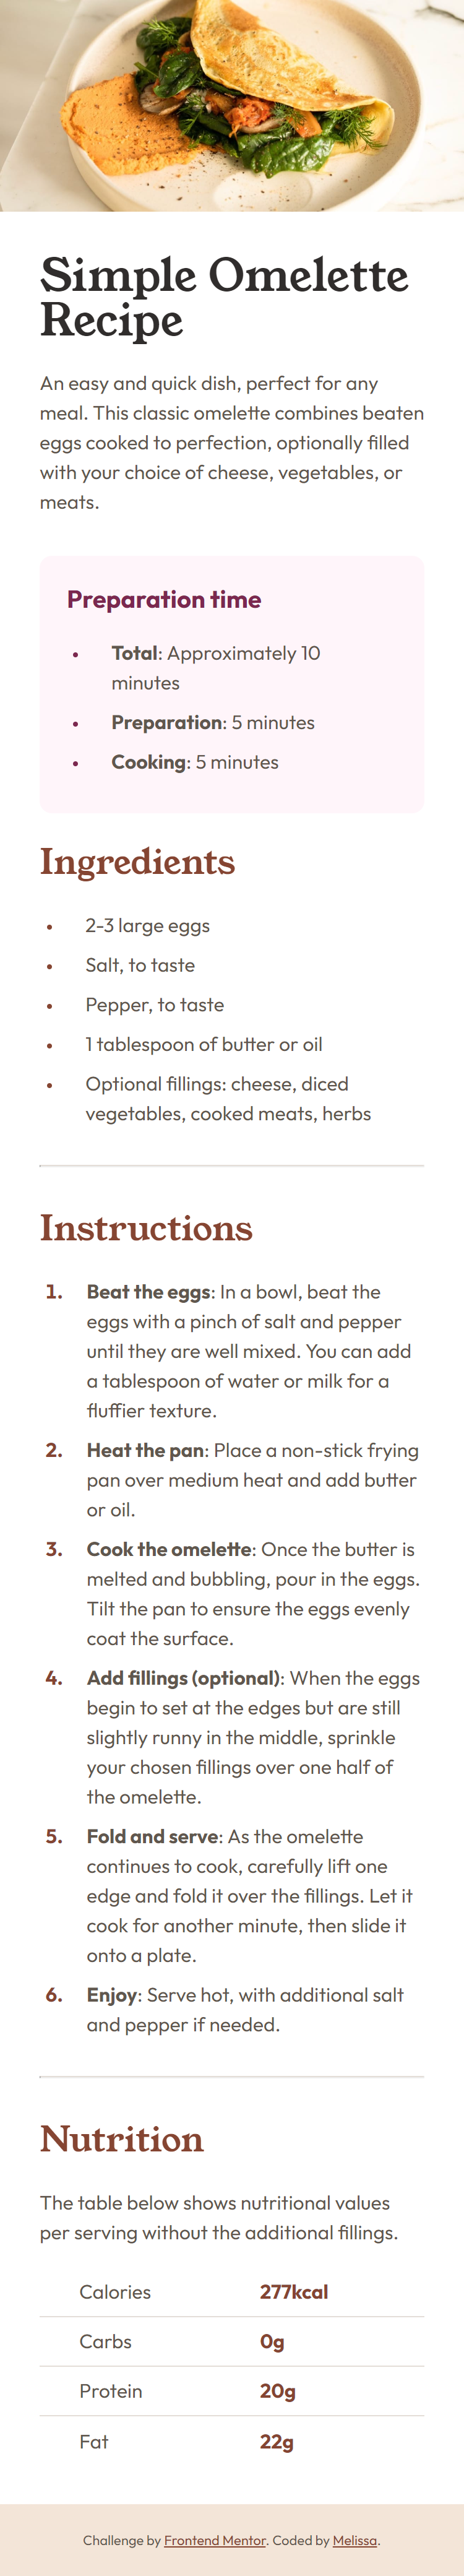 Simple Omelette
Recipe
An easy and quick dish, perfect for any
meal. This classic omelette combines beaten
eggs cooked to perfection, optionally filled
with your choice of cheese, vegetables, or
meats.
Preparation time
• Total: Approximately 10
minutes
• Preparation: 5 minutes
• Cooking: 5 minutes
Ingredients
• 2-3 large eggs
• Salt, to taste
• Pepper, to taste
• 1 tablespoon of butter or oil
• Optional fillings: cheese, diced
vegetables, cooked meats, herbs
Instructions
1. Beat the eggs: In a bowl, beat the
eggs with a pinch of salt and pepper
until they are well mixed. You can add
a tablespoon of water or milk for a
fluffier texture.
2. Heat the pan: Place a non-stick frying
pan over medium heat and add butter
or oil.
3. Cook the omelette: Once the butter is
melted and bubbling, pour in the eggs.
Tilt the pan to ensure the eggs evenly
coat the surface.
4. Add fillings (optional): When the eggs
begin to set at the edges but are still
slightly runny in the middle, sprinkle
your chosen fillings over one half of
the omelette.
5. Fold and serve: As the omelette
continues to cook, carefully lift one
edge and fold it over the fillings. Let it
cook for another minute, then slide it
onto a plate.
6. Enjoy: Serve hot, with additional salt
and pepper if needed.
Nutrition
The table below shows nutritional values
per serving without the additional fillings.
Calories 277kcal
Carbs 0g
Protein 20g
Fat 22g
Challenge by Frontend Mentor. Coded by Melissa.